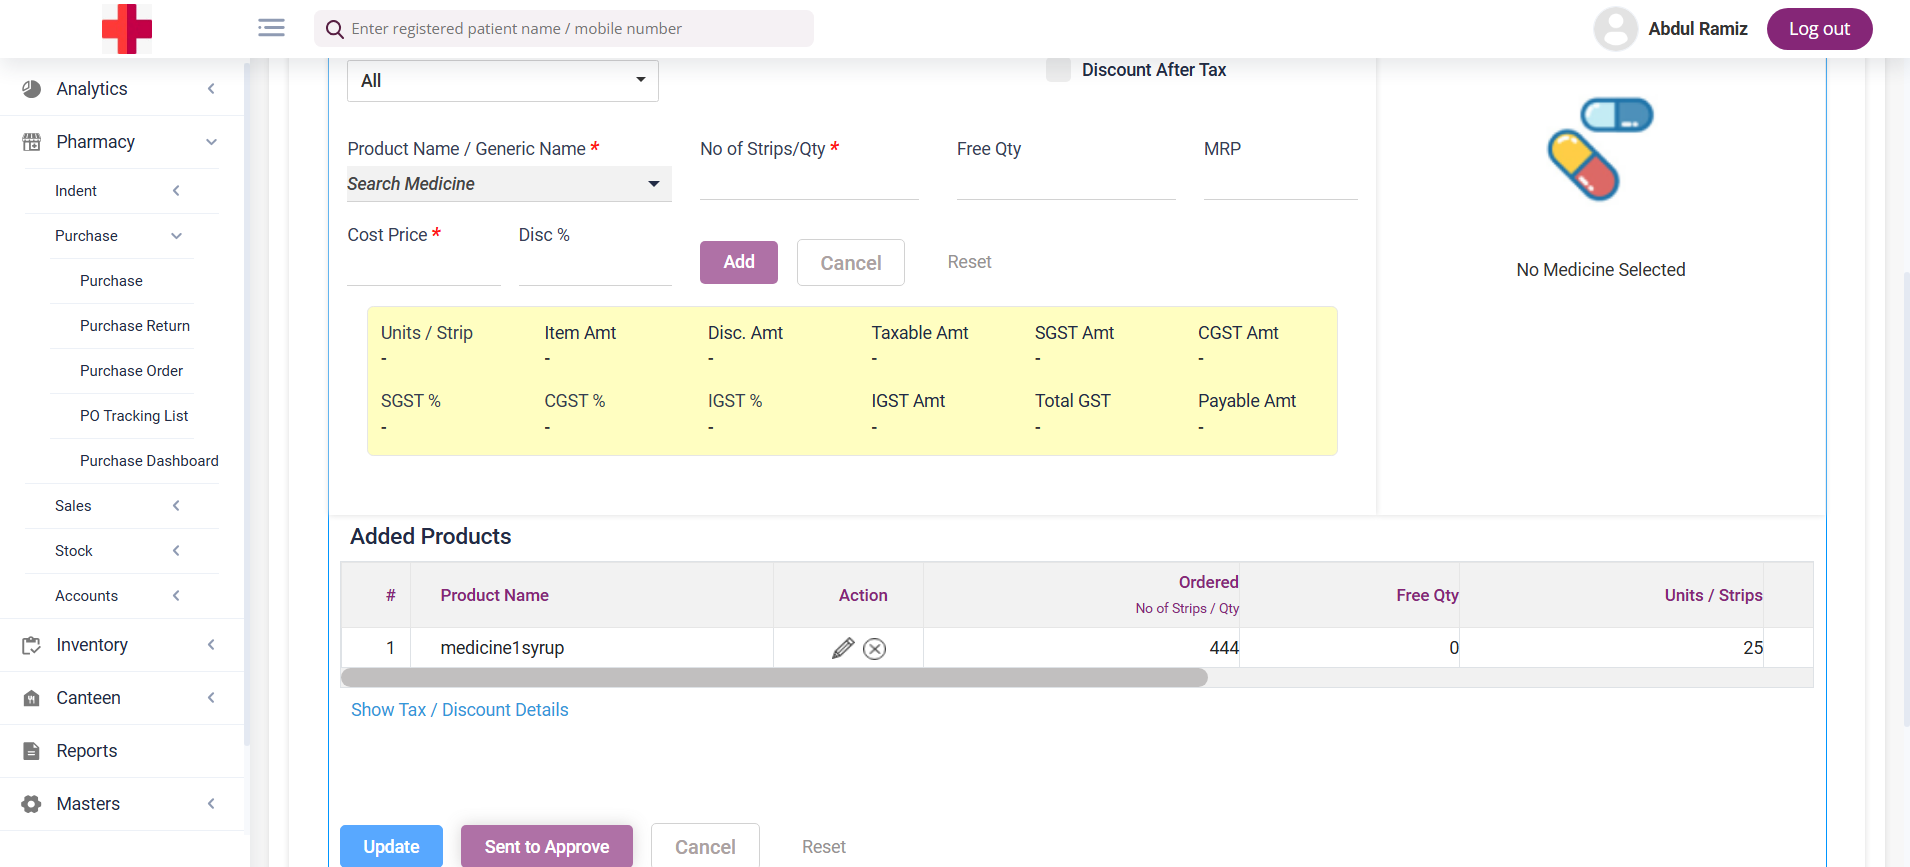 Enter registered patient name / mobile number
Abdul Ramiz
Log out
Analytics
Pharmacy
Indent
Purchase
Purchase
Purchase Return
Purchase Order
PO Tracking List
Purchase Dashboard
Sales
Stock
Accounts
Inventory
Canteen
Reports
Masters
All
Discount After Tax
Product Name / Generic Name *
No of Strips/Qty *
Free Qty
MRP
Search Medicine
Cost Price *
Disc %
Add
Cancel
Reset
No Medicine Selected
Units / Strip
Item Amt
Disc. Amt
Taxable Amt
SGST Amt
CGST Amt
- - - - - -
SGST %
CGST %
IGST %
IGST Amt
Total GST
Payable Amt
- - - - - -
Added Products
# Product Name Action Ordered Free Qty Units / Strips
No of Strips / Qty
1 medicine1syrup 444 0 25
Show Tax / Discount Details
Update
Sent to Approve
Cancel
Reset